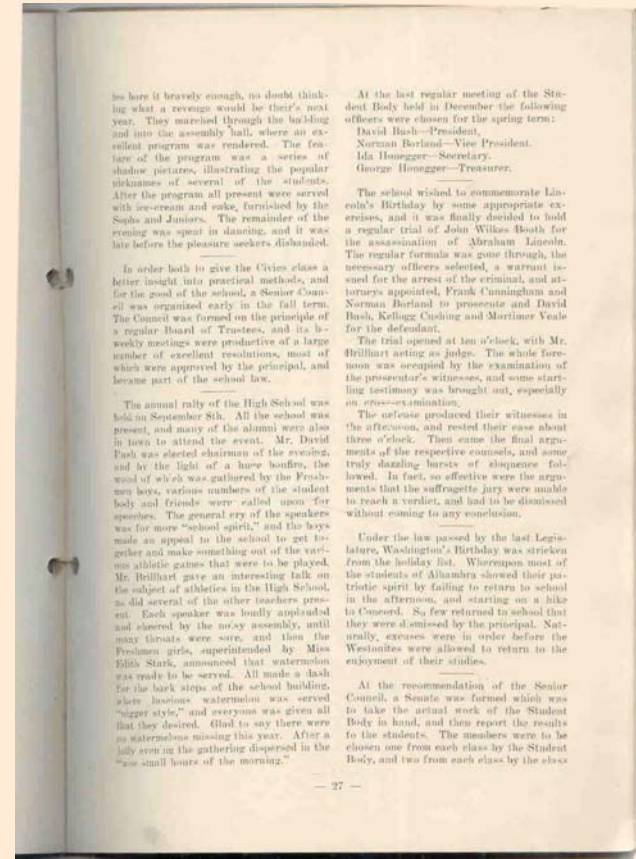 ies bore it bravely enough, no doubt think-
ing what a revenge would be their's next
year. They marched through the building
and into the assembly hall, where an ex-
cellent program was rendered. The fea-
ture of the program was a series of
shadow pictures, illustrating the popular
nicknames of several of the students.
After the program all present were served
with ice-cream and cake, furnished by the
Sophs and Juniors. The remainder of the
evening was spent in dancing, and it was
late before the pleasure seekers disbanded.
In order both to give the Civics class a
better insight into practical methods, and
for the good of the school, a Senior Coun-
cil was organized early in the fall term.
The Council was formed on the principle of
a regular Board of Trustees, and its bi-
weekly meetings were productive of a large
number of excellent resolutions, most of
which were approved by the principal, and
became part of the school law.
The annual rally of the High School was
held on September 8th. All the school was
present, and many of the alumni were also
in town to attend the event. Mr. David
Bush was elected chairman of the evening,
and by the light of a huge bonfire, the
wood of which was gathered by the Fresh-
men boys, various numbers of the student
body and friends were called upon for
speeches. The general cry of the speakers
was for more "school spirit," and the boys
made an appeal to the school to get to-
gether and make something out of the vari-
ous athletic games that were to be played.
Mr. Brillhart gave an interesting talk on
the subject of athletics in the High School,
as did several of the other teachers pres-
ent. Each speaker was loudly applauded
and cheered by the noisy assembly, until
many throats were sore, and then the
Freshmen girls, superintended by Miss
Edith Stark, announced that watermelon
was ready to be served. All made a dash
for the back steps of the school building,
where luscious watermelon was served
"nigger style," and everyone was given all
that they desired. Glad to say there were
no watermelons missing this year. After a
jolly evening the gathering dispersed in the
"wee small hours of the morning."
At the last regular meeting of the Stu-
dent Body held in December the following
officers were chosen for the spring term:
David Bush—President,
Norman Borland—Vice President.
Ida Honegger—Secretary.
George Honegger—Treasurer.
The school wished to commemorate Lin-
coln's Birthday by some appropriate ex-
ercises, and it was finally decided to hold
a regular trial of John Wilkes Booth for
the assassination of Abraham Lincoln.
The regular formula was gone through, the
necessary officers selected, a warrant is-
sued for the arrest of the criminal, and at-
torneys appointed, Frank Cunningham and
Norman Borland to prosecute and David
Bush, Kellogg Cushing and Mortimer Veale
for the defendant.
The trial opened at ten o'clock, with Mr.
Brillhart acting as judge. The whole fore-
noon was occupied by the examination of
the prosecutor's witnesses, and some start-
ling testimony was brought out, especially
on cross-examination.
The defense produced their witnesses in
the afternoon, and rested their case about
three o'clock. Then came the final argu-
ments of the respective counsels, and some
truly dazzling bursts of eloquence fol-
lowed. In fact, so effective were the argu-
ments that the suffragette jury were unable
to reach a verdict, and had to be dismissed
without coming to any conclusion.
Under the law passed by the last Legis-
lature, Washington's Birthday was stricken
from the holiday list. Whereupon most of
the students of Alhambra showed their pa-
triotic spirit by failing to return to school
in the afternoon, and starting on a hike
to Concord. So few returned to school that
they were dismissed by the principal. Nat-
urally, excuses were in order before the
Westonites were allowed to return to the
enjoyment of their studies.
At the recommendation of the Senior
Council, a Senate was formed which was
to take the actual work of the Student
Body in hand, and then report the results
to the students. The members were to be
chosen one from each class by the Student
Body, and two from each class by the class
— 27 —